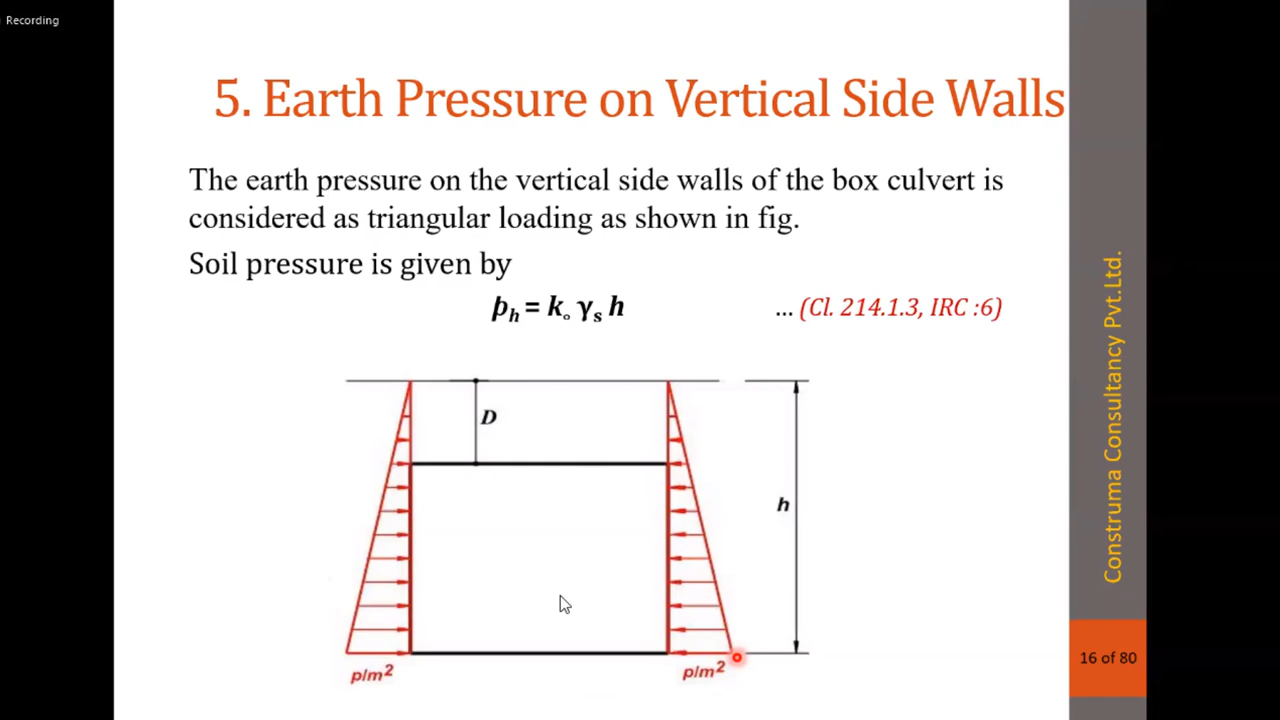 Recording
5. Earth Pressure on Vertical Side Walls
The earth pressure on the vertical side walls of the box culvert is
considered as triangular loading as shown in fig.
Soil pressure is given by
þₕ = k₀ γₛ h ... (Cl. 214.1.3, IRC :6)
D
h
p/m²
p/m²
Construma Consultancy Pvt.Ltd.
16 of 80